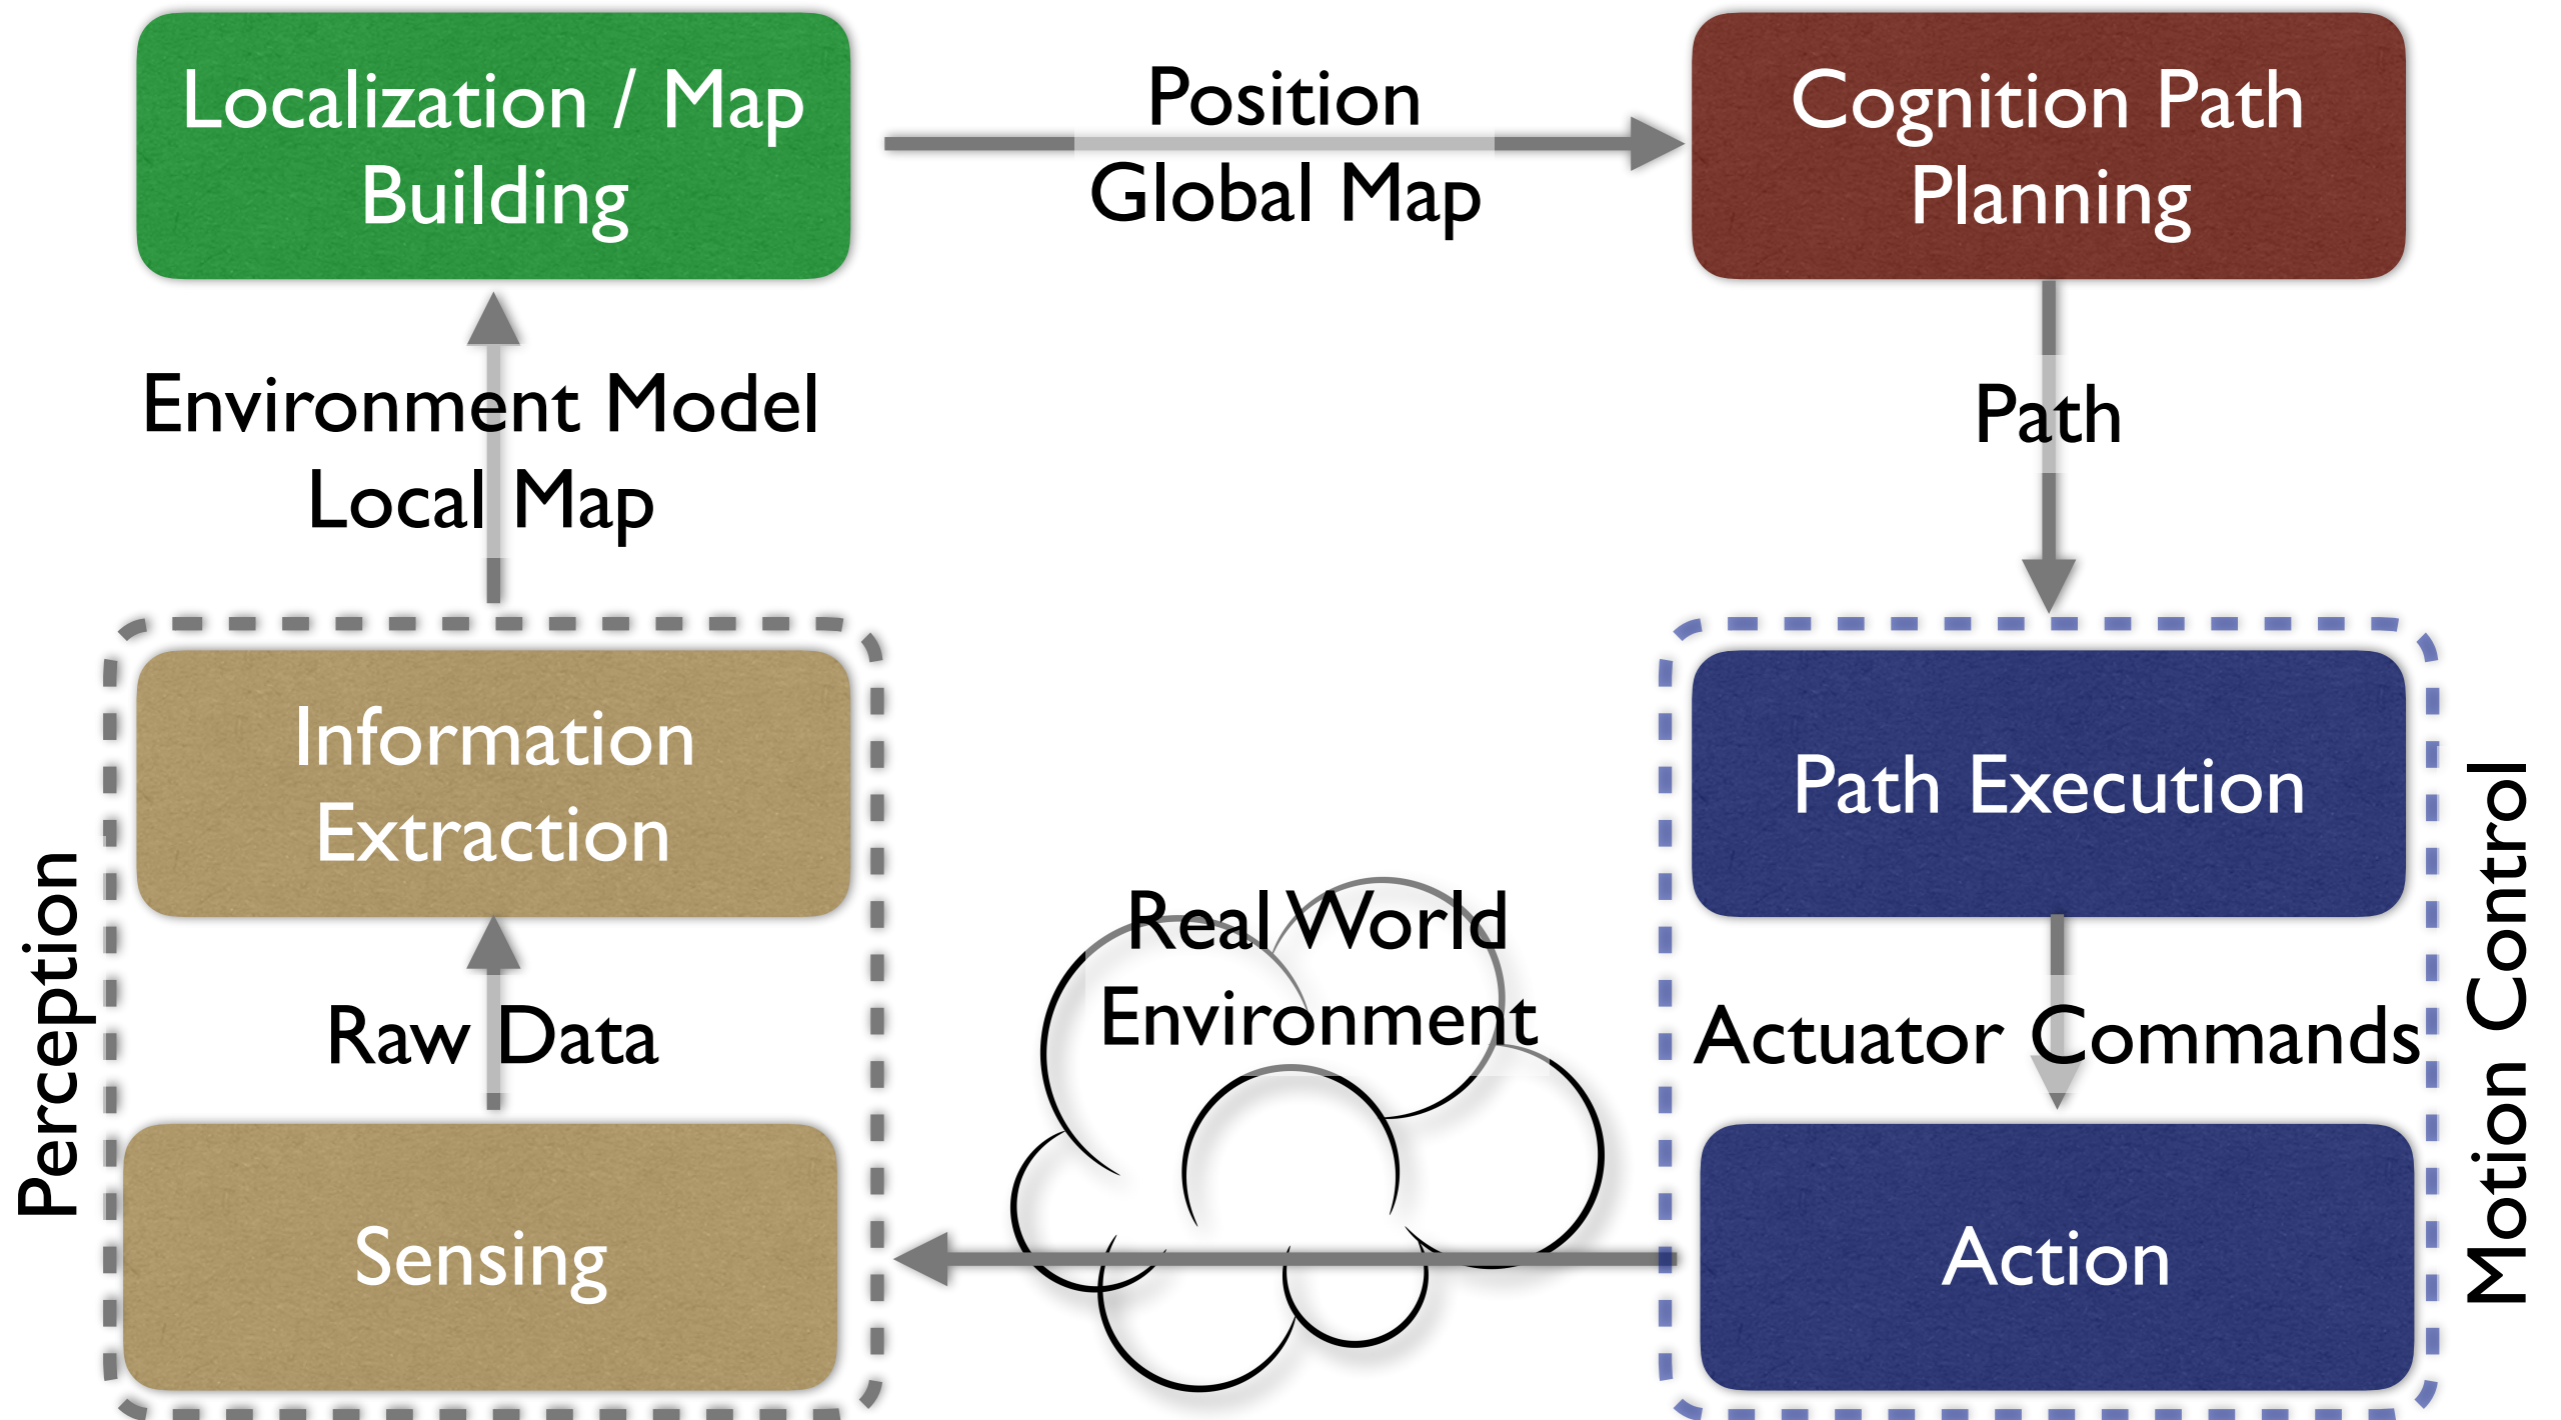 Localization / Map
Building
Position
Global Map
Cognition Path
Planning
Environment Model
Local Map
Path
Perception
Information
Extraction
Raw Data
Sensing
Real World
Environment
Path Execution
Actuator Commands
Action
Motion Control